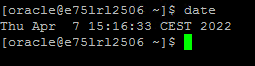 [oracle@e75lrl2506 ~]$ date
Thu Apr  7 15:16:33 CEST 2022
[oracle@e75lrl2506 ~]$